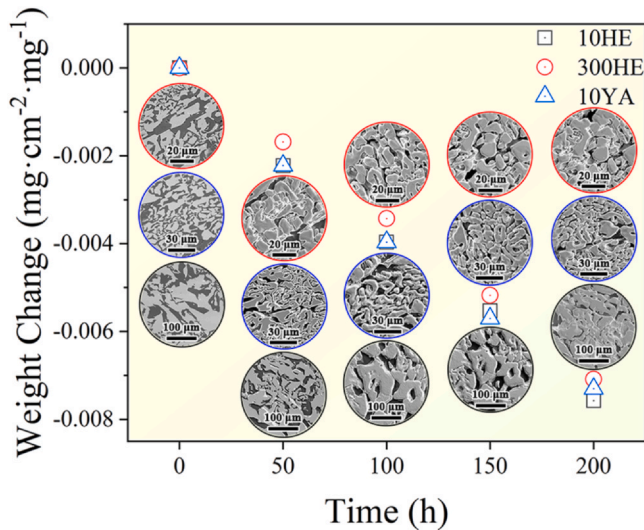 Weight Change (mg·cm⁻²·mg⁻¹)
0.000
-0.002
-0.004
-0.006
-0.008
10HE
300HE
10YA
20 µm
30 µm
100 µm
20 µm
30 µm
100 µm
20 µm
30 µm
100 µm
20 µm
30 µm
100 µm
20 µm
30 µm
100 µm
0 50 100 150 200
Time (h)